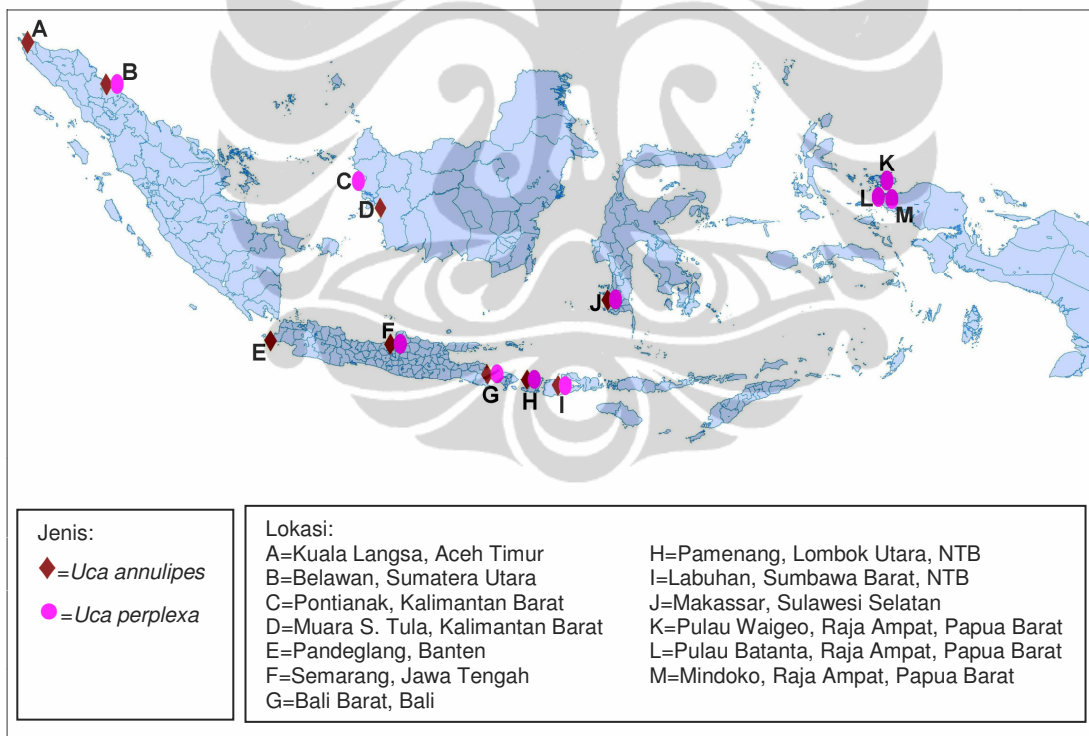 A
B
C
D
E
F
G
H
I
J
K
L
M
Jenis:
=Uca annulipes
=Uca perplexa
Lokasi:
A=Kuala Langsa, Aceh Timur
B=Belawan, Sumatera Utara
C=Pontianak, Kalimantan Barat
D=Muara S. Tula, Kalimantan Barat
E=Pandeglang, Banten
F=Semarang, Jawa Tengah
G=Bali Barat, Bali
H=Pamenang, Lombok Utara, NTB
I=Labuhan, Sumbawa Barat, NTB
J=Makassar, Sulawesi Selatan
K=Pulau Waigeo, Raja Ampat, Papua Barat
L=Pulau Batanta, Raja Ampat, Papua Barat
M=Mindoko, Raja Ampat, Papua Barat